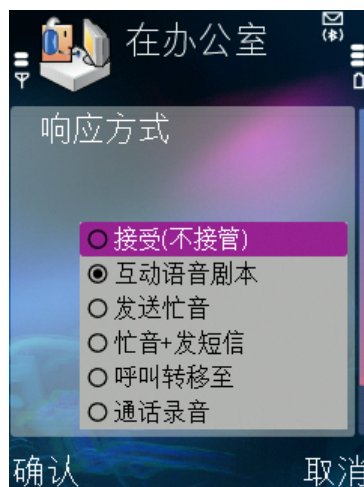 在办公室
响应方式
接受(不接管)
互动语音剧本
发送忙音
忙音+发短信
呼叫转移至
通话录音
确认 取消